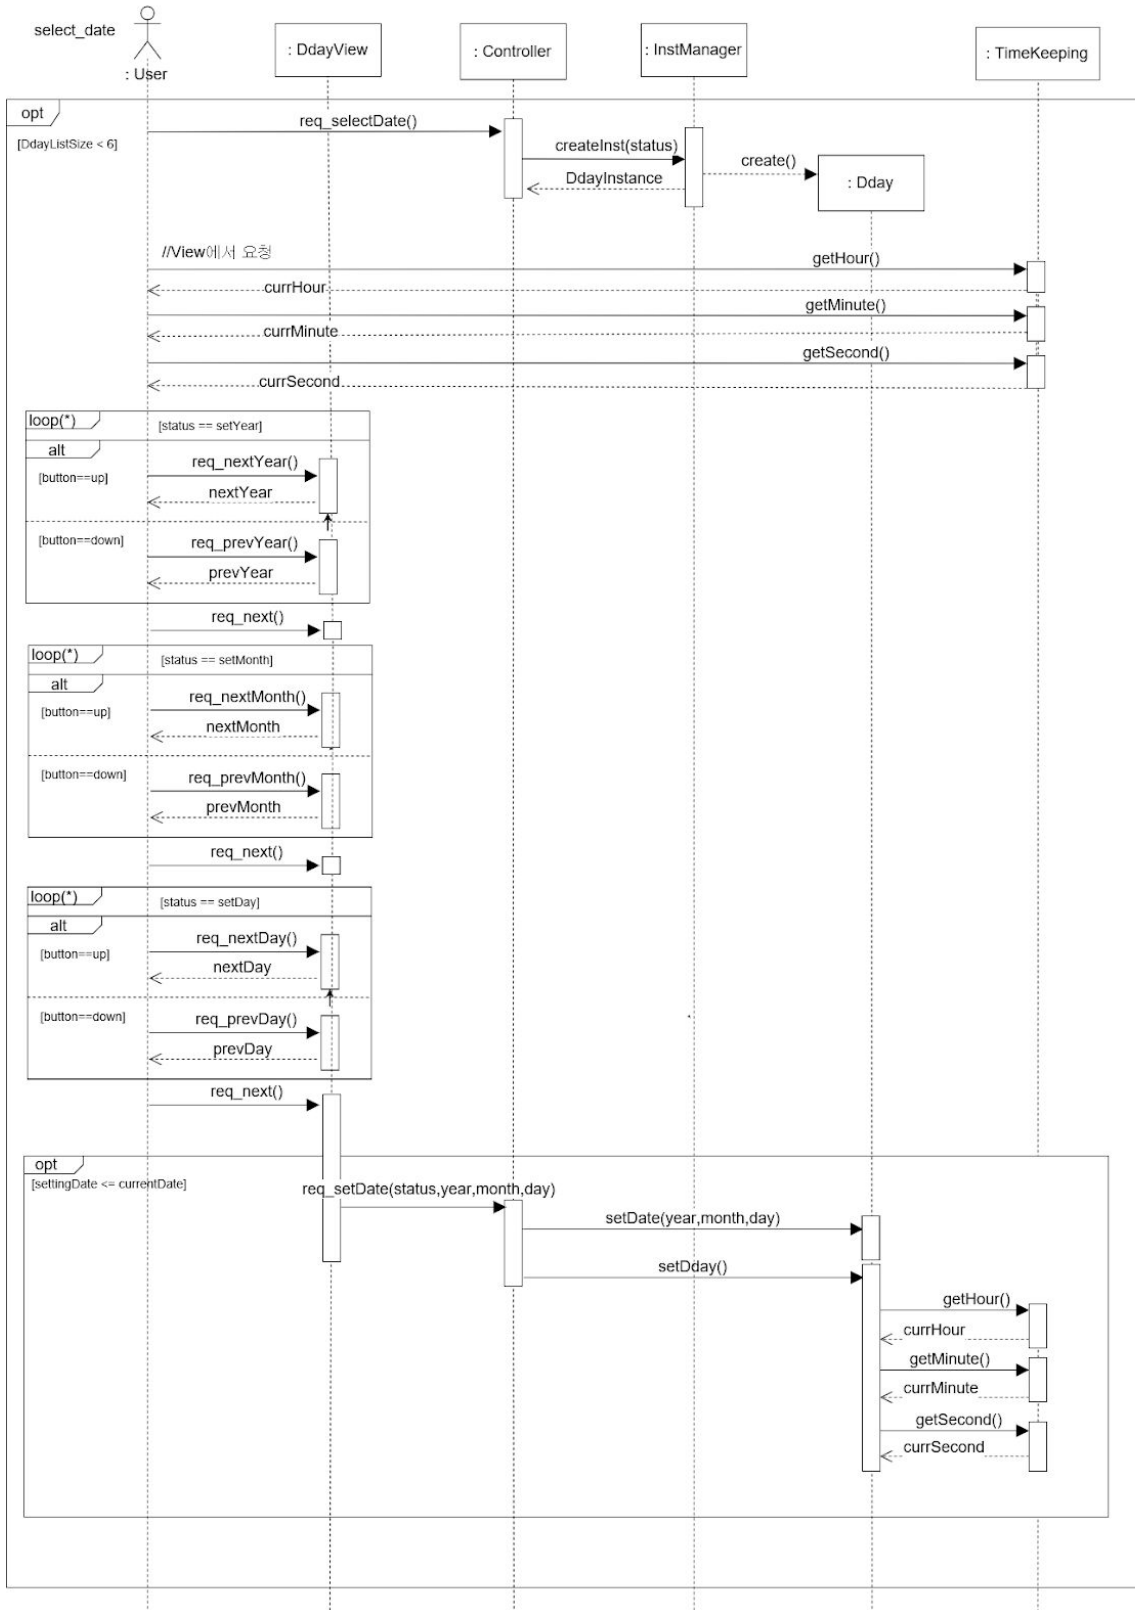 select_date
: User
: DdayView
: Controller
: InstManager
: TimeKeeping
opt
[DdayListSize < 6]
req_selectDate()
createInst(status)
create()
DdayInstance
: Dday
//View에서 요청
getHour()
currHour
getMinute()
currMinute
getSecond()
currSecond
loop(*)
[status == setYear]
alt
[button==up]
req_nextYear()
nextYear
[button==down]
req_prevYear()
prevYear
req_next()
loop(*)
[status == setMonth]
alt
[button==up]
req_nextMonth()
nextMonth
[button==down]
req_prevMonth()
prevMonth
req_next()
loop(*)
[status == setDay]
alt
[button==up]
req_nextDay()
nextDay
[button==down]
req_prevDay()
prevDay
req_next()
opt
[settingDate <= currentDate]
req_setDate(status,year,month,day)
setDate(year,month,day)
setDday()
getHour()
currHour
getMinute()
currMinute
getSecond()
currSecond